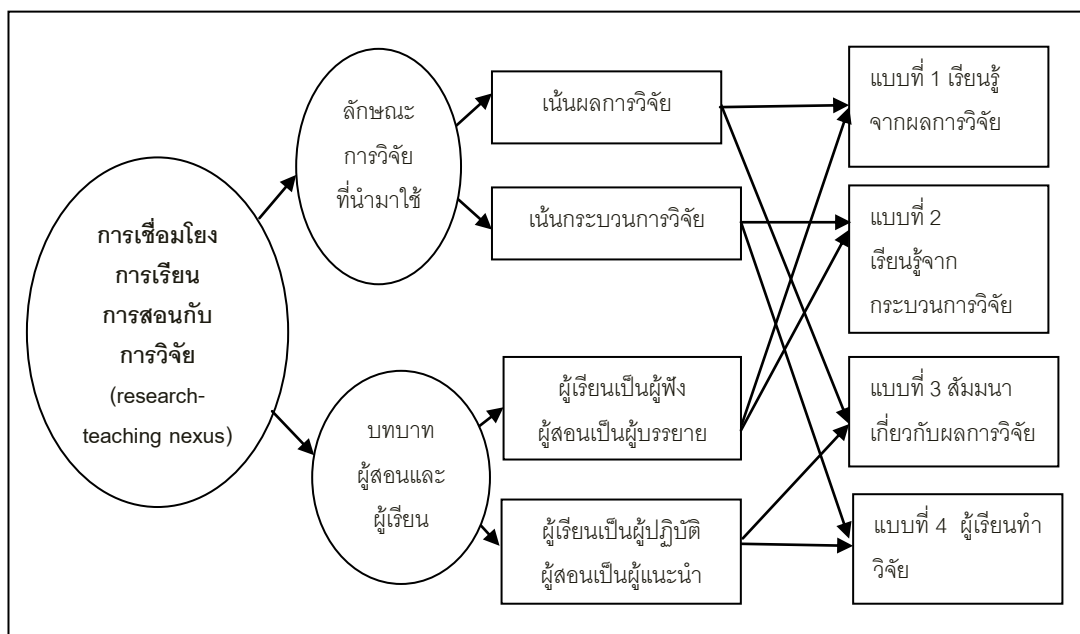 การเชื่อมโยง
การเรียน
การสอนกับ
การวิจัย
(research-
teaching nexus)
ลักษณะ
การวิจัย
ที่นำมาใช้
บทบาท
ผู้สอนและ
ผู้เรียน
เน้นผลการวิจัย
เน้นกระบวนการวิจัย
ผู้เรียนเป็นผู้ฟัง
ผู้สอนเป็นผู้บรรยาย
ผู้เรียนเป็นผู้ปฏิบัติ
ผู้สอนเป็นผู้แนะนำ
แบบที่ 1 เรียนรู้
จากผลการวิจัย
แบบที่ 2
เรียนรู้จาก
กระบวนการวิจัย
แบบที่ 3 สัมมนา
เกี่ยวกับผลการวิจัย
แบบที่ 4 ผู้เรียนทำ
วิจัย